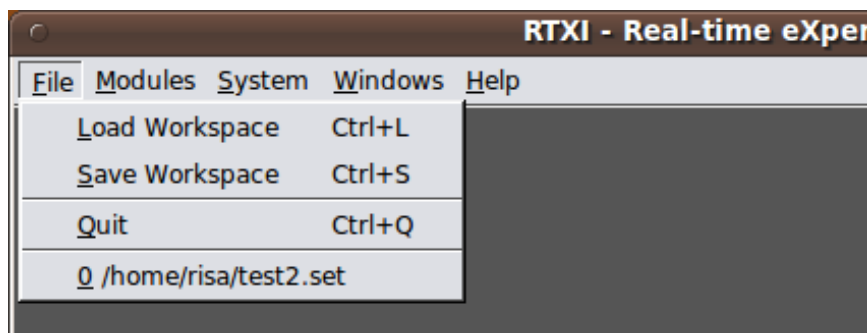 RTXI - Real-time eXper
File Modules System Windows Help
Load Workspace Ctrl+L
Save Workspace Ctrl+S
Quit Ctrl+Q
0 /home/risa/test2.set